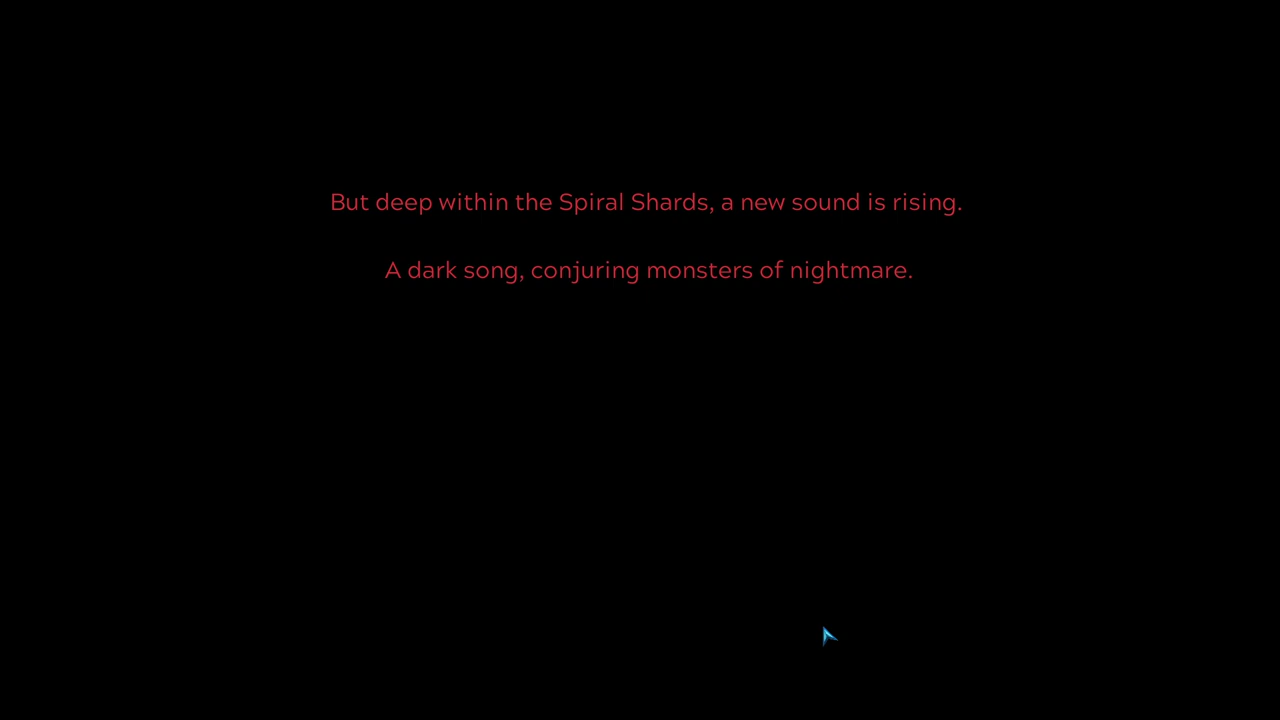 But deep within the Spiral Shards, a new sound is rising.
A dark song, conjuring monsters of nightmare.